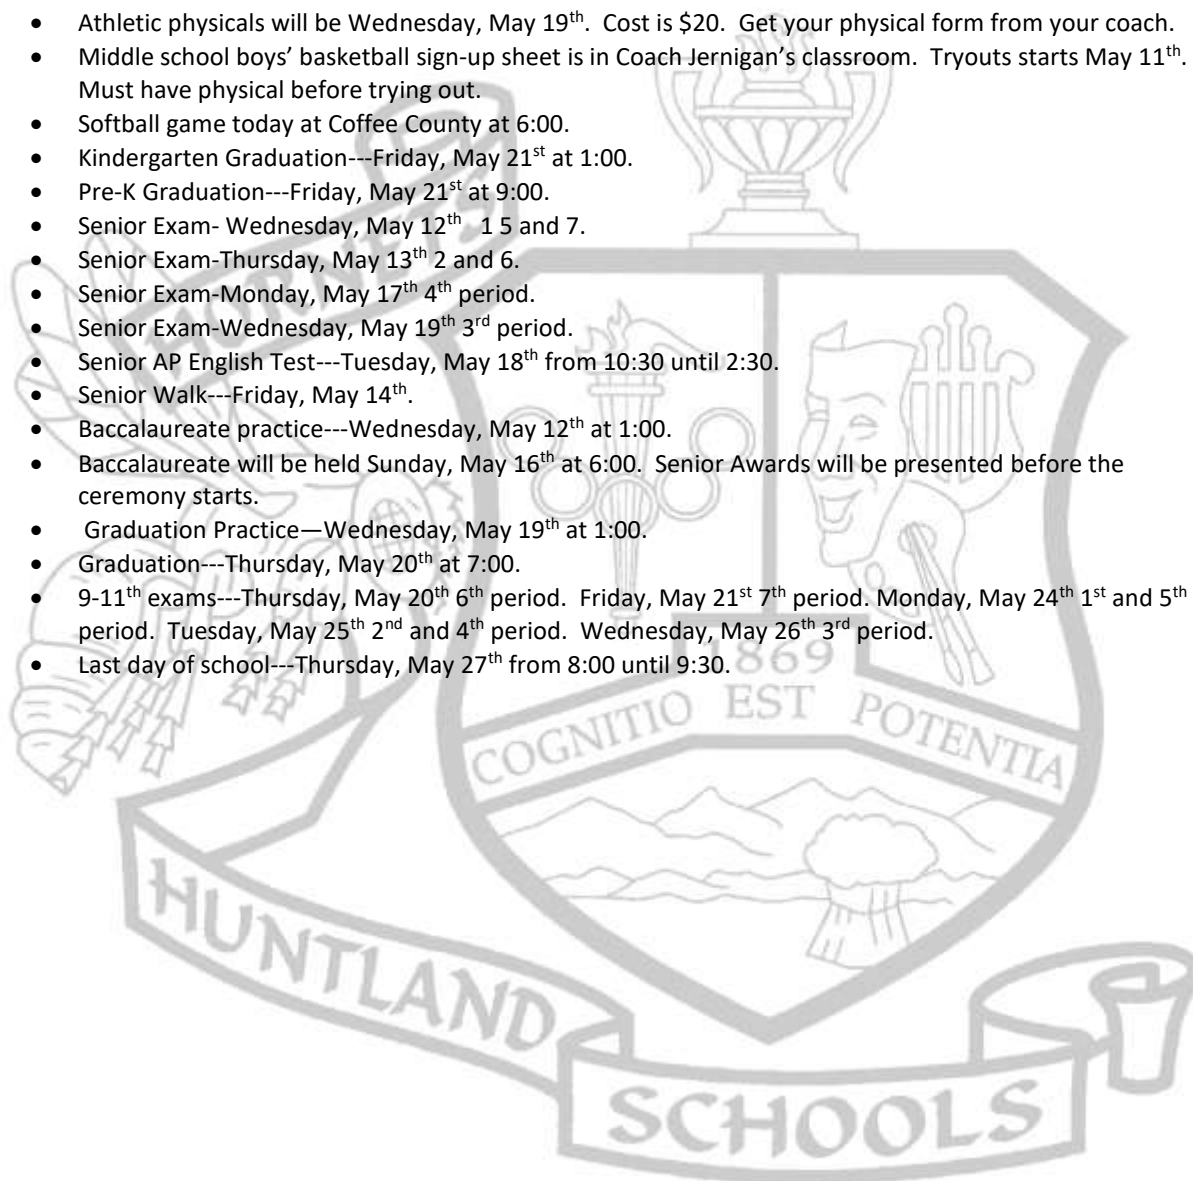 • Athletic physicals will be Wednesday, May 19th. Cost is $20. Get your physical form from your coach.
• Middle school boys’ basketball sign-up sheet is in Coach Jernigan’s classroom. Tryouts starts May 11th.
Must have physical before trying out.
• Softball game today at Coffee County at 6:00.
• Kindergarten Graduation---Friday, May 21st at 1:00.
• Pre-K Graduation---Friday, May 21st at 9:00.
• Senior Exam- Wednesday, May 12th 1 5 and 7.
• Senior Exam-Thursday, May 13th 2 and 6.
• Senior Exam-Monday, May 17th 4th period.
• Senior Exam-Wednesday, May 19th 3rd period.
• Senior AP English Test---Tuesday, May 18th from 10:30 until 2:30.
• Senior Walk---Friday, May 14th.
• Baccalaureate practice---Wednesday, May 12th at 1:00.
• Baccalaureate will be held Sunday, May 16th at 6:00. Senior Awards will be presented before the
ceremony starts.
• Graduation Practice—Wednesday, May 19th at 1:00.
• Graduation---Thursday, May 20th at 7:00.
• 9-11th exams---Thursday, May 20th 6th period. Friday, May 21st 7th period. Monday, May 24th 1st and 5th
period. Tuesday, May 25th 2nd and 4th period. Wednesday, May 26th 3rd period.
• Last day of school---Thursday, May 27th from 8:00 until 9:30.
HORNETS
1869
COGNITIO EST POTENTIA
HUNTLAND
SCHOOLS